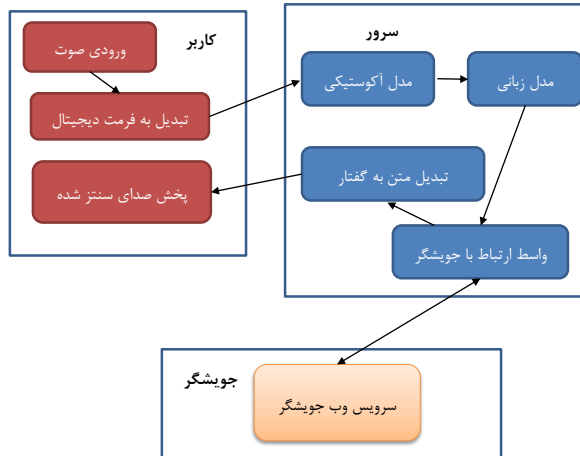 کاربر
ورودی صوت
تبدیل به فرمت دیجیتال
پخش صدای سنتز شده
سرور
مدل آکوستیکی
مدل زبانی
تبدیل متن به گفتار
واسط ارتباط با جویشگر
جویشگر
سرویس وب جویشگر